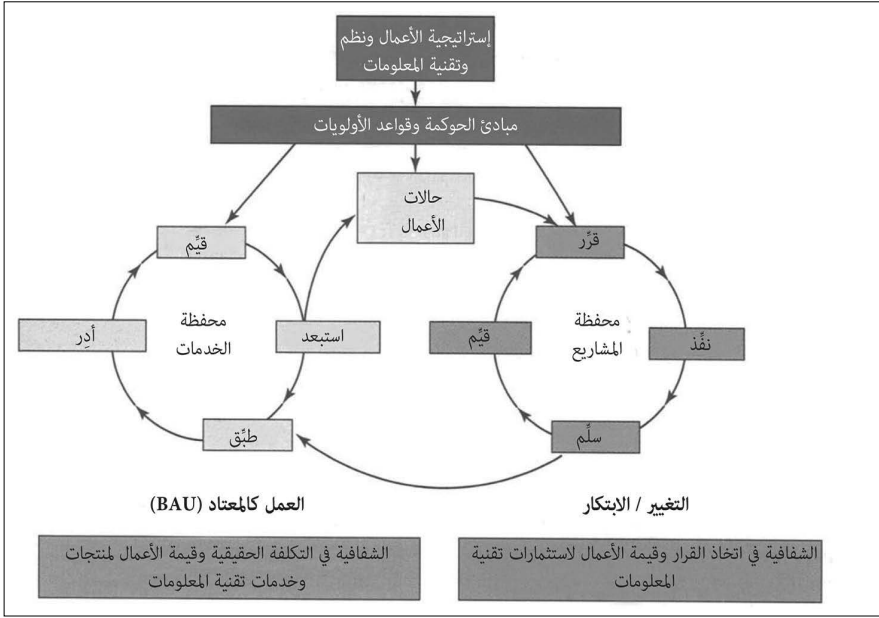 إستراتيجية الأعمال ونظم
وتقنية المعلومات
مبادئ الحوكمة وقواعد الأولويات
حالات
الأعمال
قيِّم
قرِّر
محفظة
الخدمات
محفظة
المشاريع
أدِر
استبعد
قيِّم
نفِّذ
طبِّق
سلِّم
العمل كالمعتاد (BAU)
التغيير / الابتكار
الشفافية في التكلفة الحقيقية وقيمة الأعمال لمنتجات
وخدمات تقنية المعلومات
الشفافية في اتخاذ القرار وقيمة الأعمال لاستثمارات تقنية
المعلومات